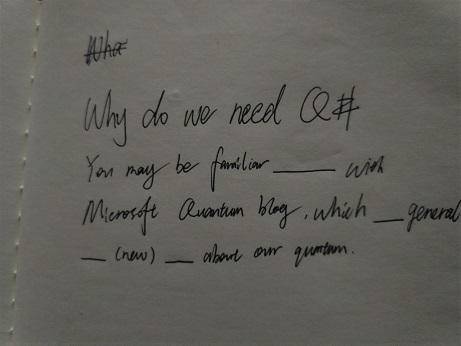 Wha
Why do we need Q#
You may be familiar ______ with
Microsoft Quantum blog, which __ general
__ (new) __ about our quantum.